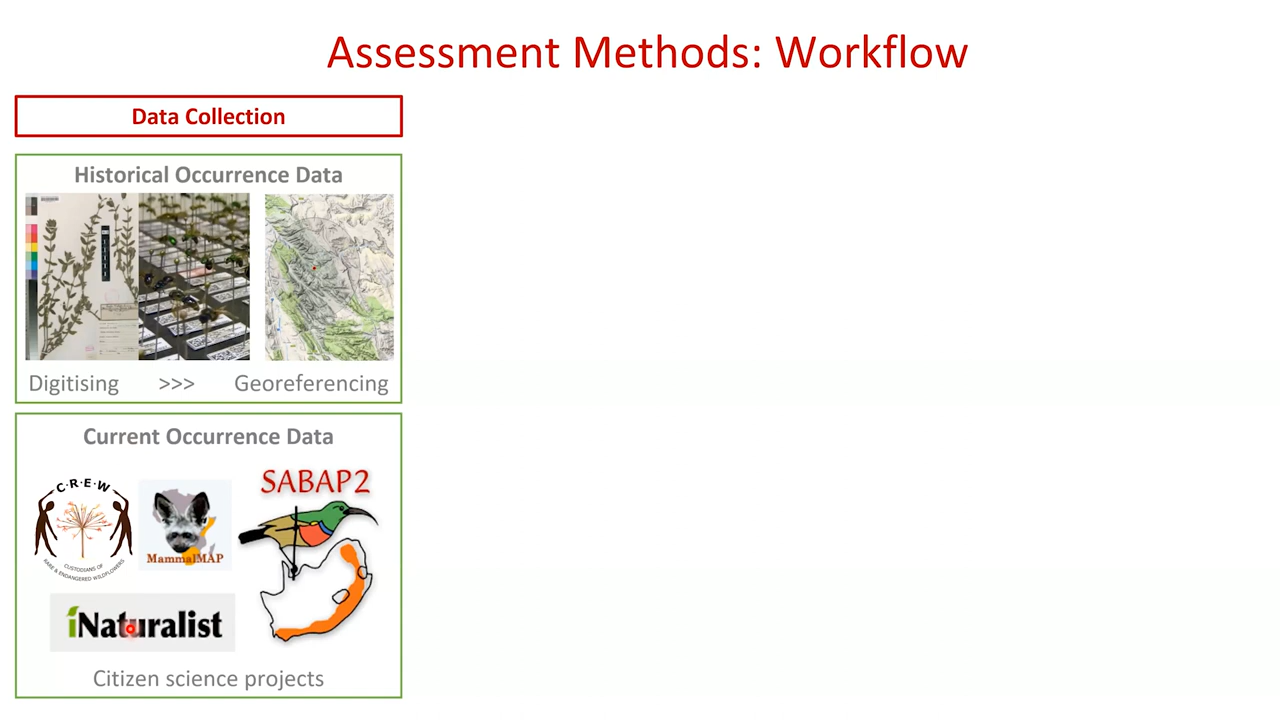 Assessment Methods: Workflow
Data Collection
Historical Occurrence Data
Digitising >>> Georeferencing
Current Occurrence Data
C·R·E·W
CUSTODIANS OF
RARE & ENDANGERED WILDFLOWERS
MammalMAP
SABAP2
iNaturalist
Citizen science projects